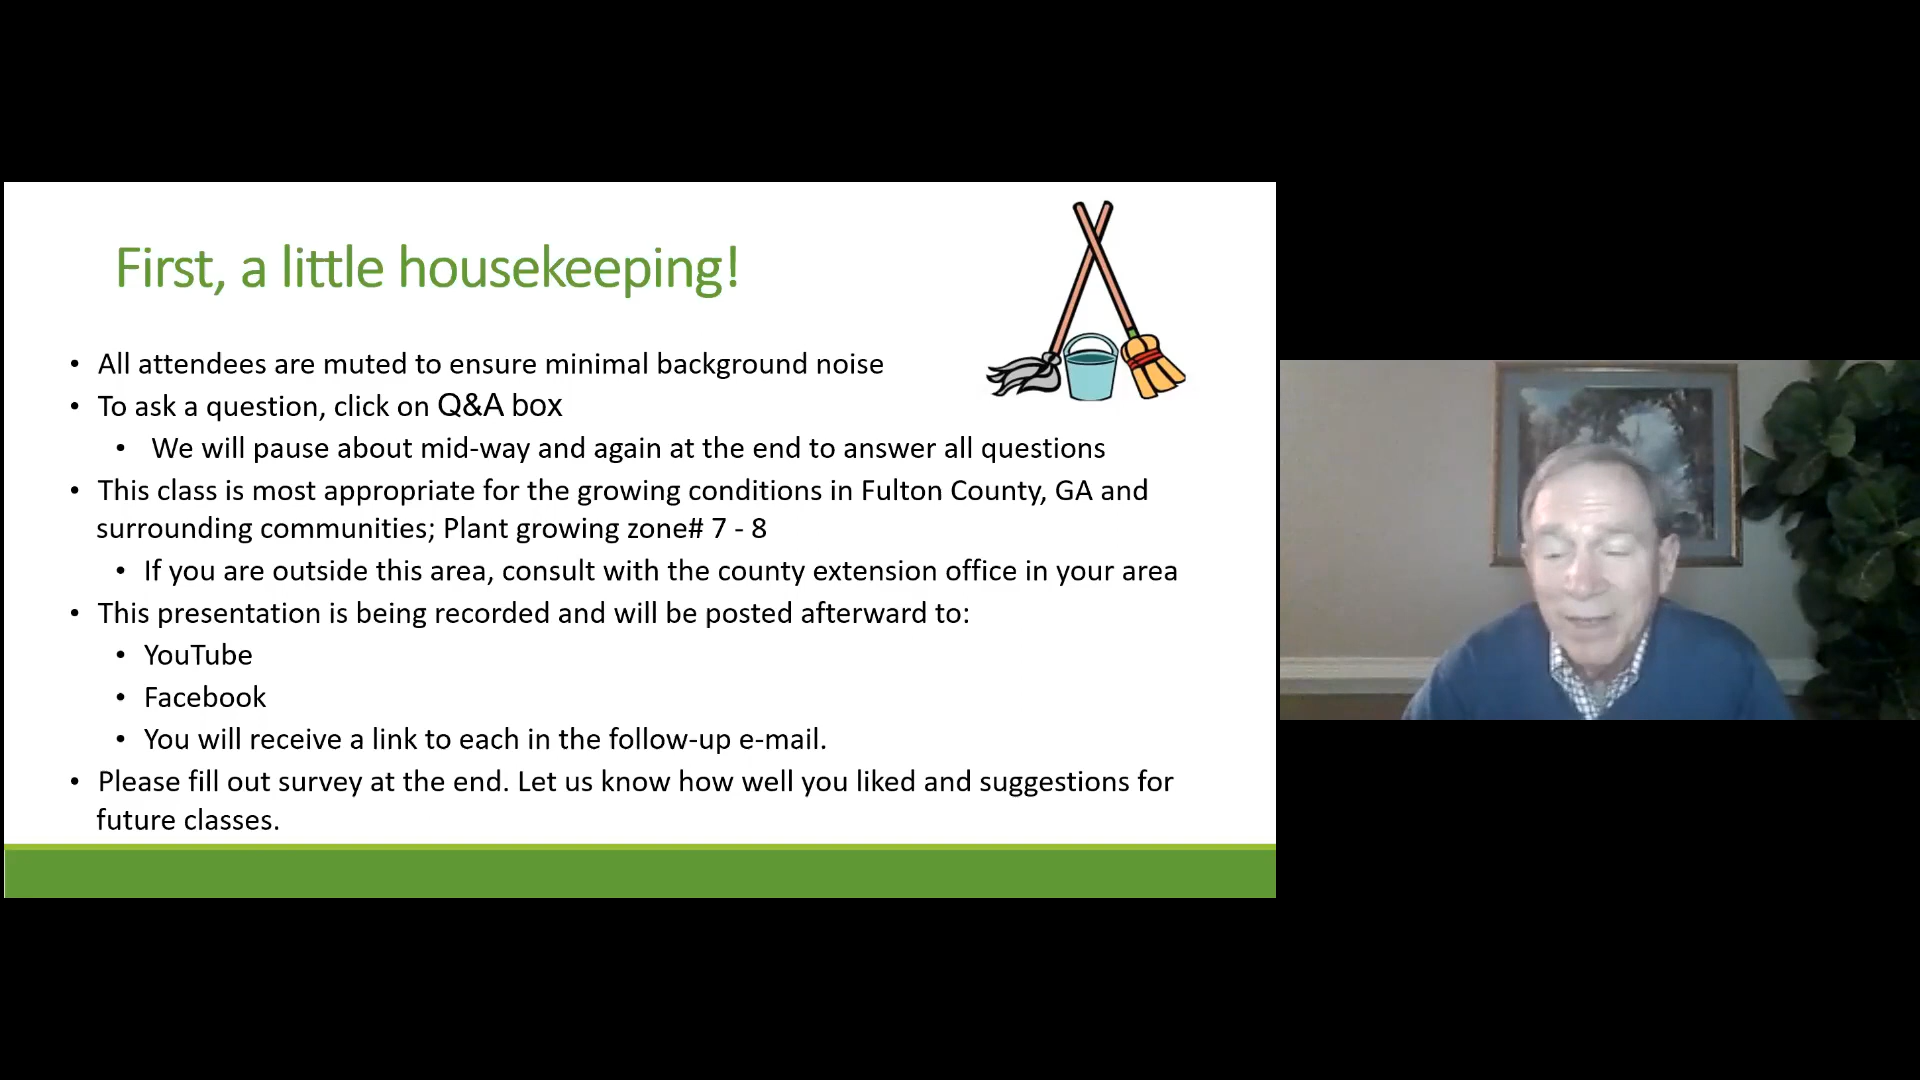 First, a little housekeeping!
• All attendees are muted to ensure minimal background noise
• To ask a question, click on Q&A box
• We will pause about mid-way and again at the end to answer all questions
• This class is most appropriate for the growing conditions in Fulton County, GA and
surrounding communities; Plant growing zone# 7 - 8
• If you are outside this area, consult with the county extension office in your area
• This presentation is being recorded and will be posted afterward to:
• YouTube
• Facebook
• You will receive a link to each in the follow-up e-mail.
• Please fill out survey at the end. Let us know how well you liked and suggestions for
future classes.